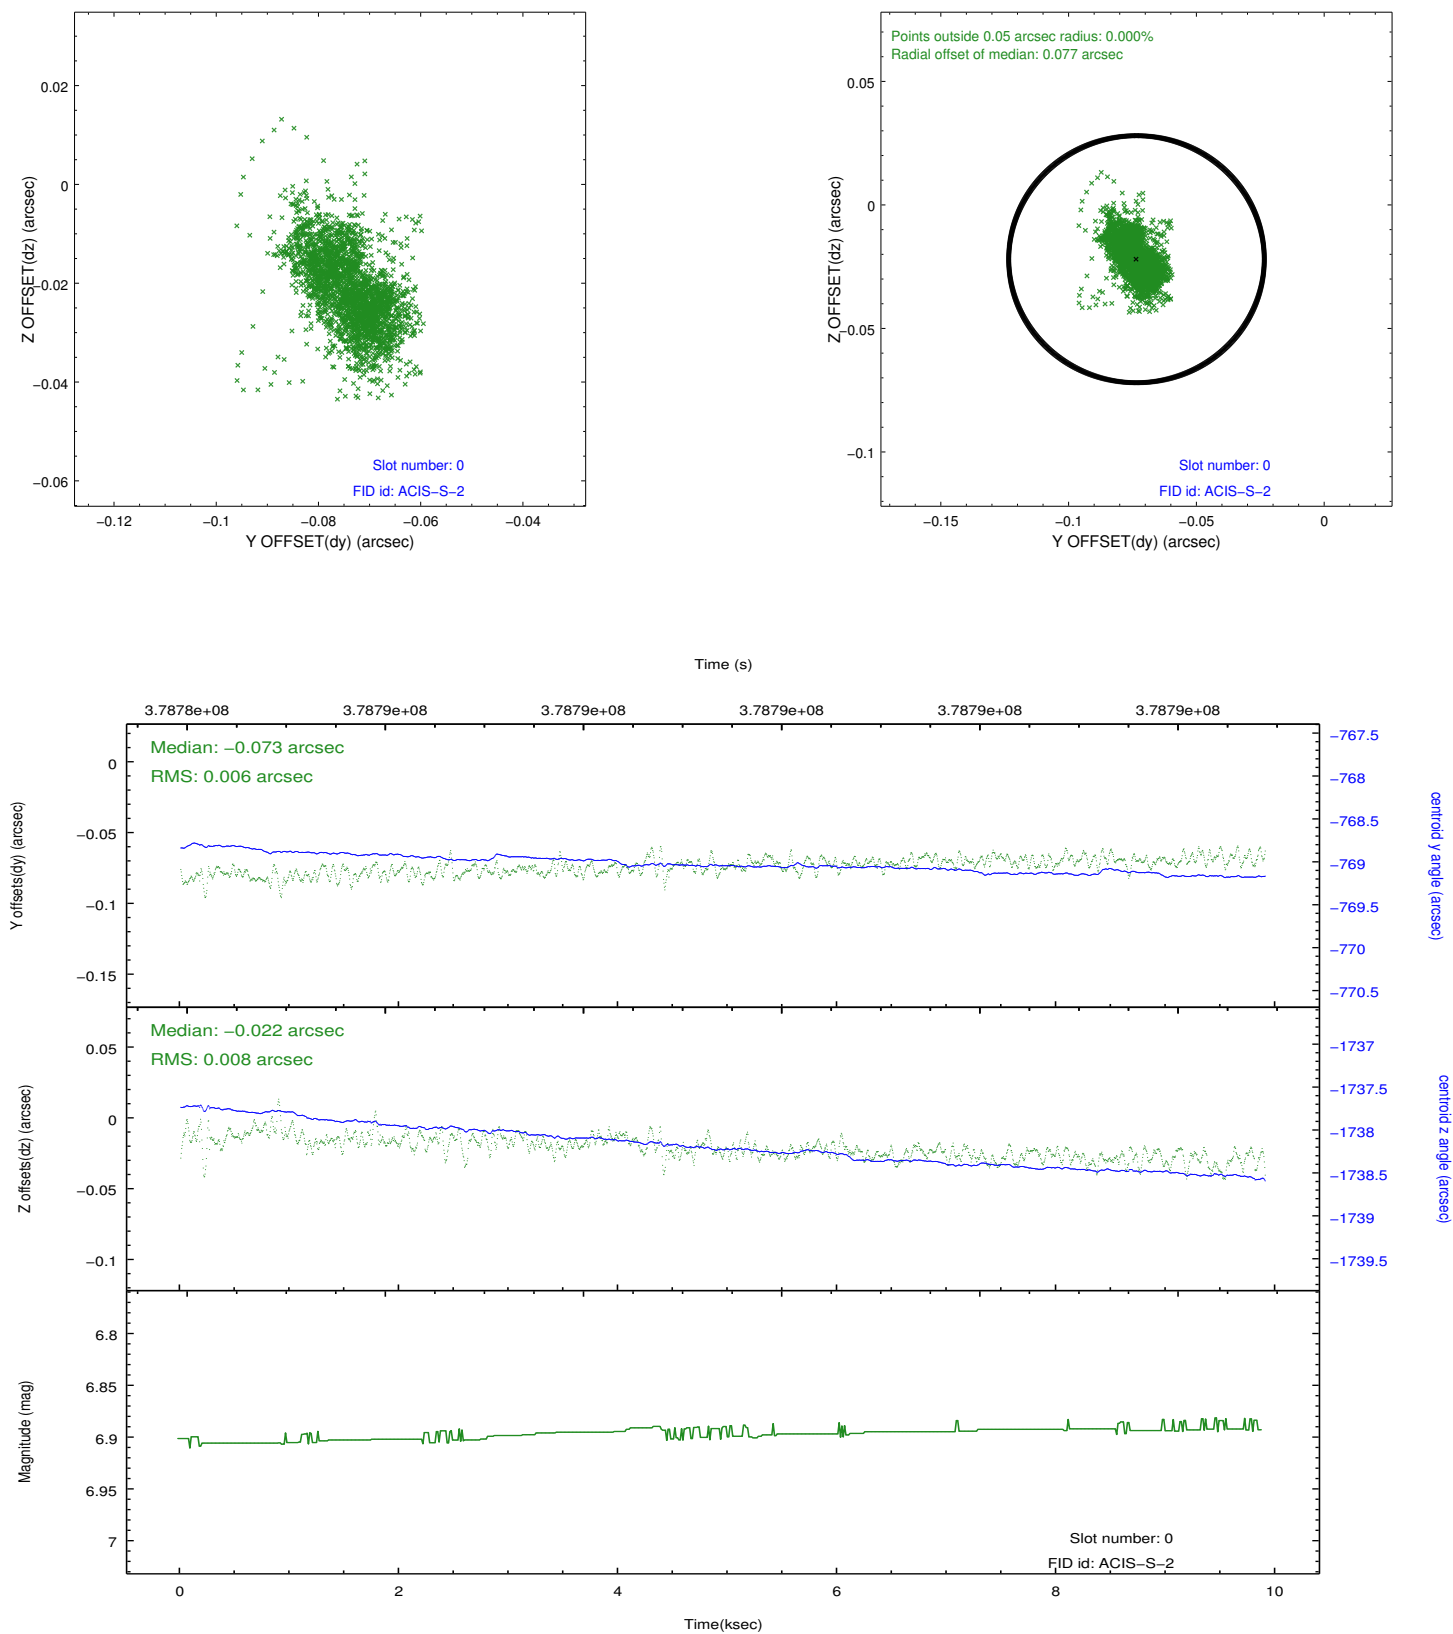 0.02
0
−0.02
−0.04
−0.06
Z OFFSET(dz) (arcsec)
Slot number: 0
FID id: ACIS−S−2
−0.12
−0.1
−0.08
−0.06
−0.04
Y OFFSET(dy) (arcsec)
Points outside 0.05 arcsec radius: 0.000%
Radial offset of median: 0.077 arcsec
0.05
0
−0.05
−0.1
Z OFFSET(dz) (arcsec)
Slot number: 0
FID id: ACIS−S−2
−0.15
−0.1
−0.05
0
Y OFFSET(dy) (arcsec)
Time (s)
3.7878e+08
3.7879e+08
3.7879e+08
3.7879e+08
3.7879e+08
3.7879e+08
Median: −0.073 arcsec
RMS: 0.006 arcsec
0
−0.05
−0.1
−0.15
Y offsets(dy) (arcsec)
−767.5
−768
−768.5
−769
−769.5
−770
−770.5
centroid y angle (arcsec)
Median: −0.022 arcsec
RMS: 0.008 arcsec
0.05
0
−0.05
−0.1
Z offsets(dz) (arcsec)
−1737
−1737.5
−1738
−1738.5
−1739
−1739.5
centroid z angle (arcsec)
6.8
6.85
6.9
6.95
7
Magnitude (mag)
Slot number: 0
FID id: ACIS−S−2
0
2
4
6
8
10
Time(ksec)